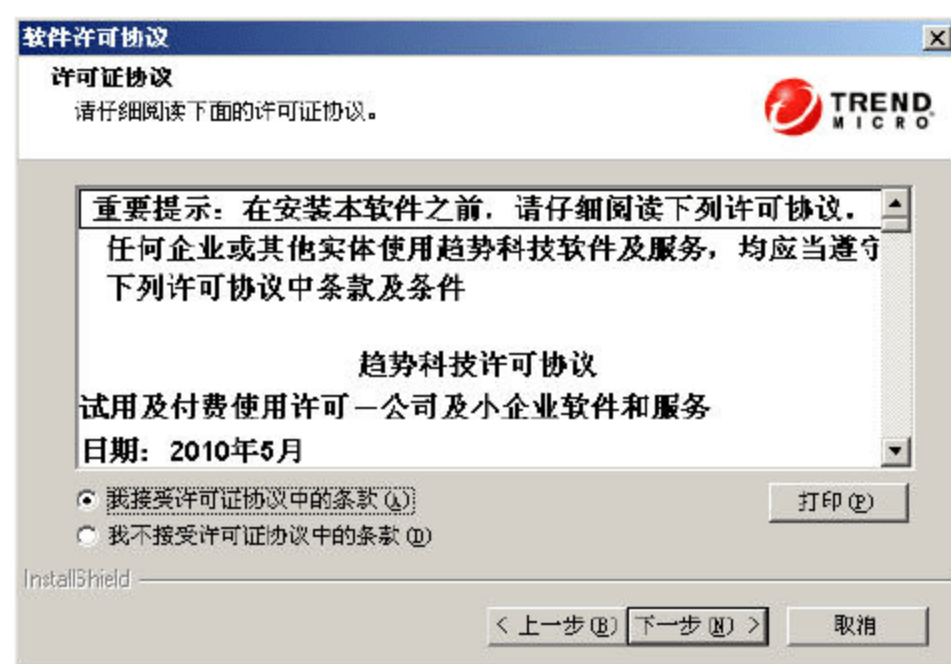 软件许可协议
许可证协议
请仔细阅读下面的许可证协议。
TREND
MICRO
重要提示：在安装本软件之前，请仔细阅读下列许可协议．
任何企业或其他实体使用趋势科技软件及服务，均应当遵守
下列许可协议中条款及条件
趋势科技许可协议
试用及付费使用许可－公司及小企业软件和服务
日期：2010年5月
我接受许可证协议中的条款(A)
打印(P)
我不接受许可证协议中的条款(D)
InstallShield
< 上一步(B)
下一步(N) >
取消